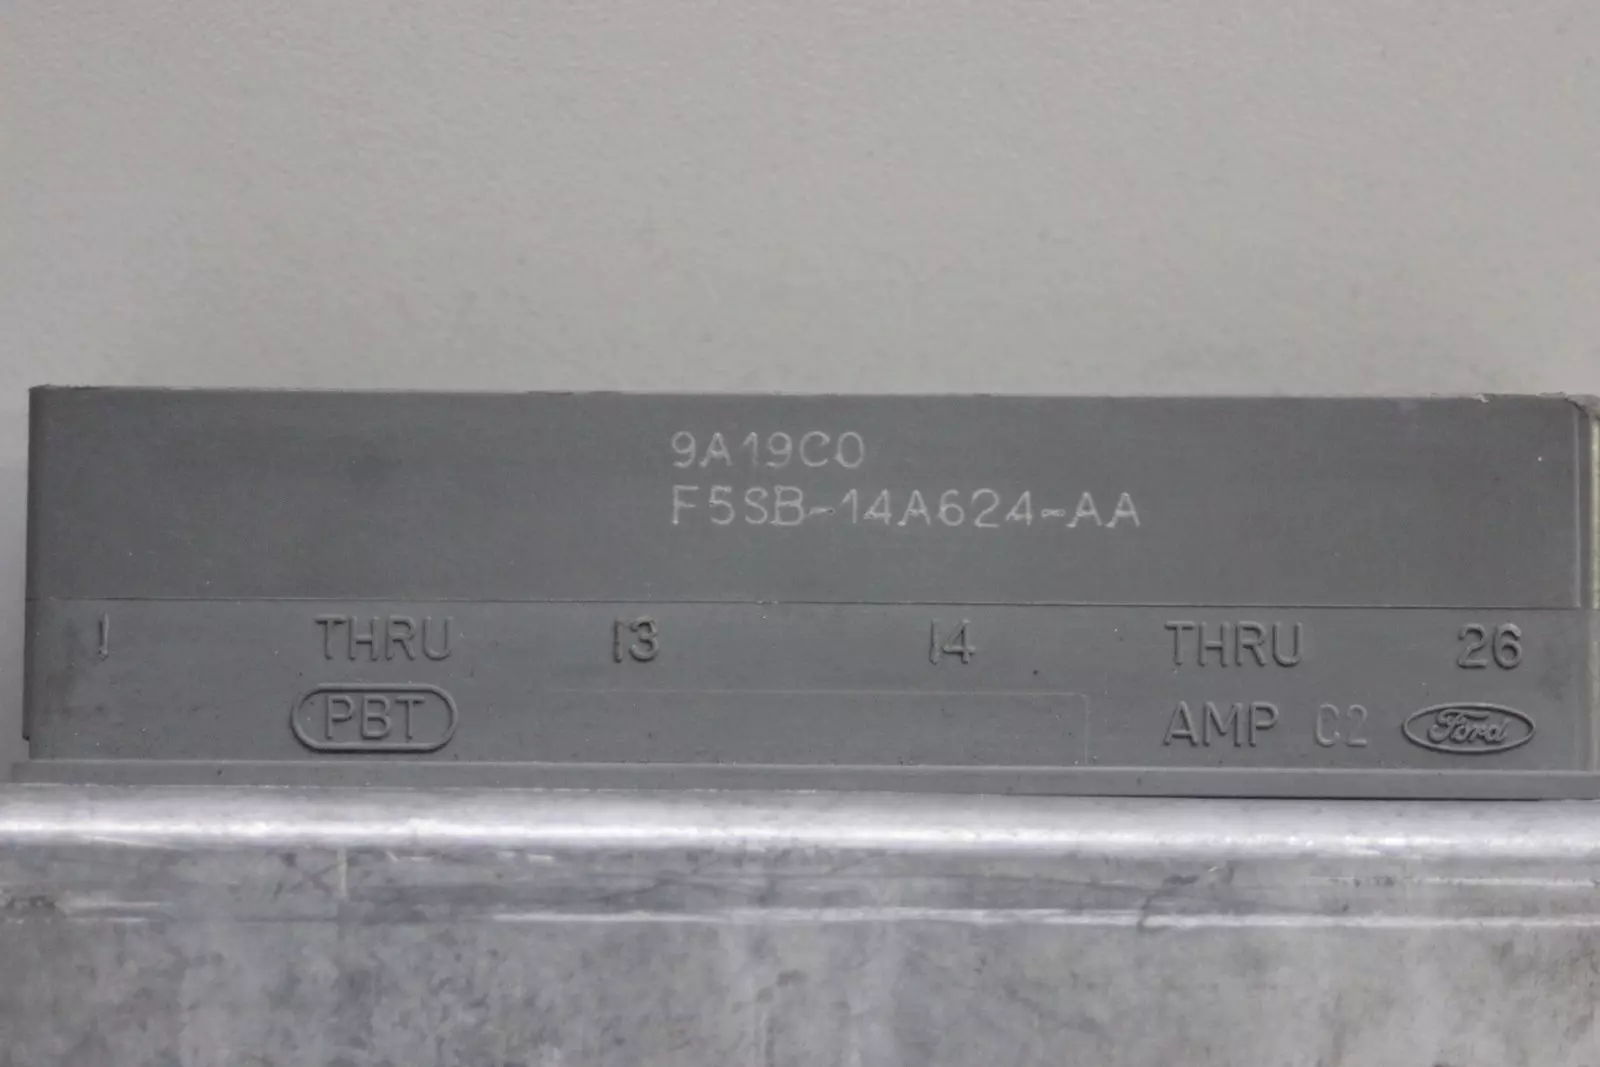 9A19C0
F5SB-14A624-AA
1 THRU 13 14 THRU 26
PBT AMP C2 Ford